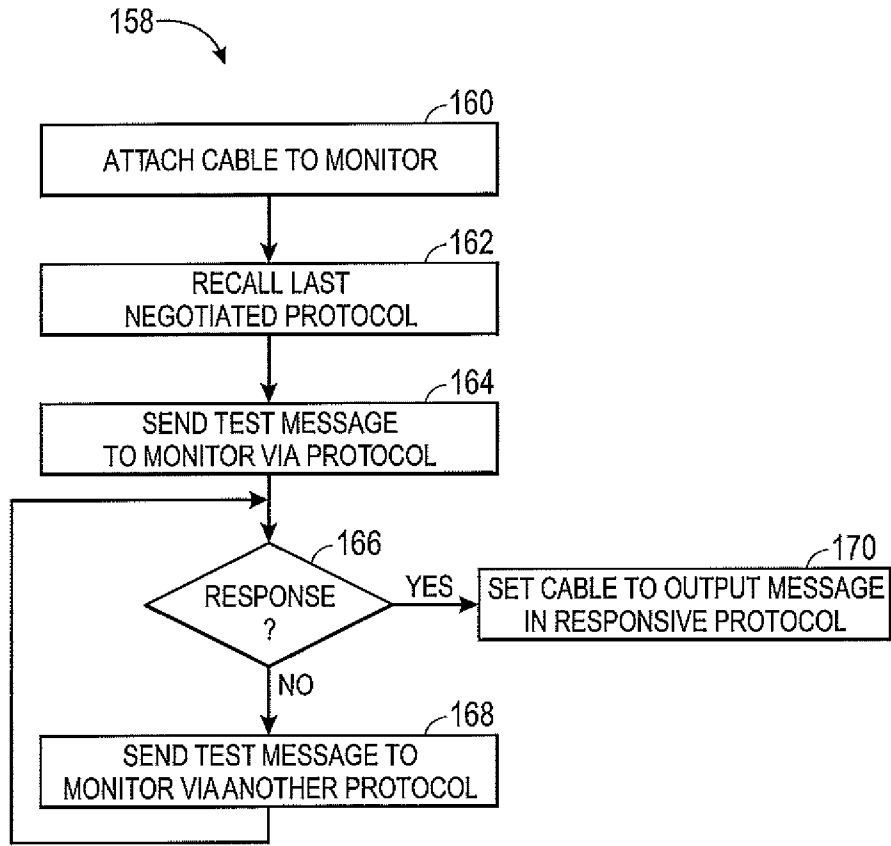 158
160
ATTACH CABLE TO MONITOR
162
RECALL LAST
NEGOTIATED PROTOCOL
164
SEND TEST MESSAGE
TO MONITOR VIA PROTOCOL
166
RESPONSE
?
YES
170
SET CABLE TO OUTPUT MESSAGE
IN RESPONSIVE PROTOCOL
NO
168
SEND TEST MESSAGE TO
MONITOR VIA ANOTHER PROTOCOL